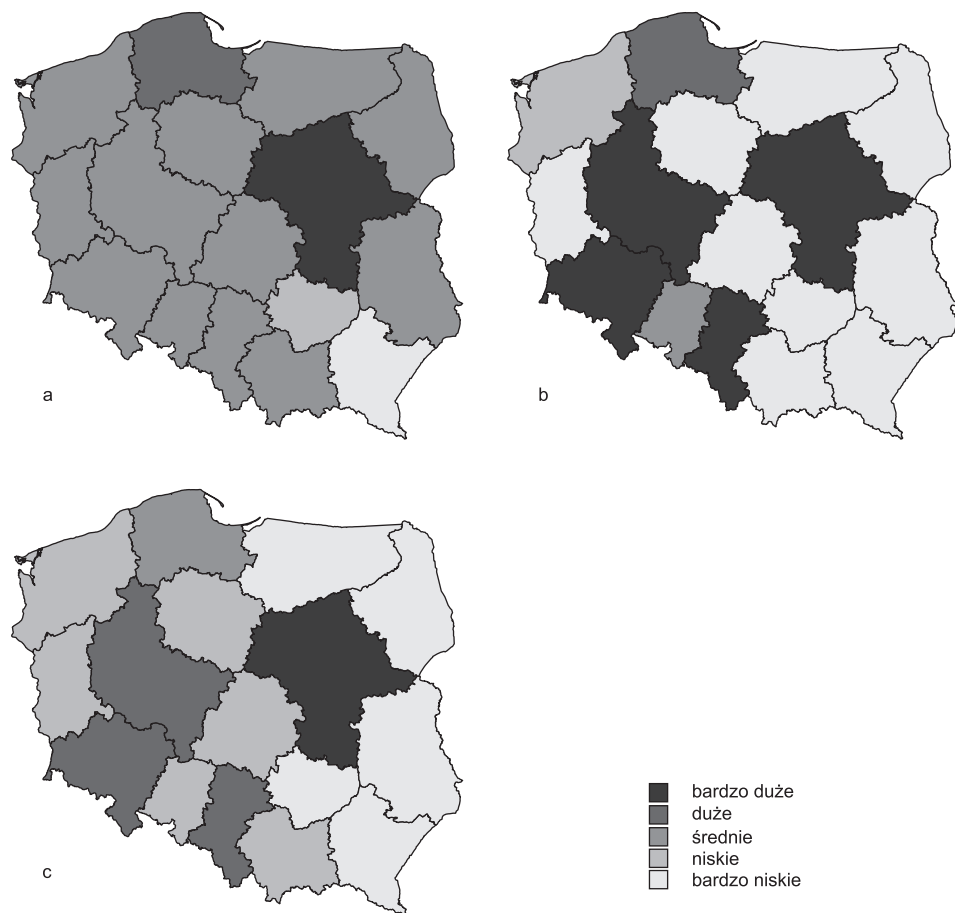 a
b
c
bardzo duże
duże
średnie
niskie
bardzo niskie